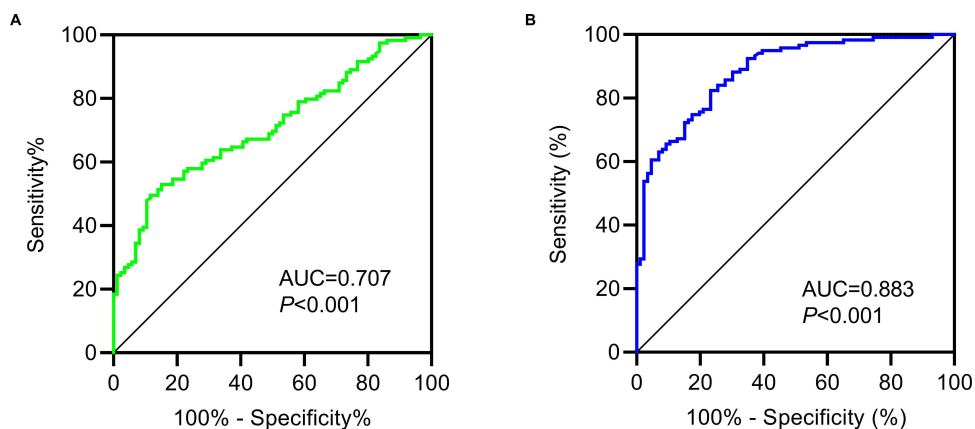 A
100
80
60
40
20
0
Sensitivity%
AUC=0.707
P<0.001
0 20 40 60 80 100
100% - Specificity%
B
100
80
60
40
20
0
Sensitivity (%)
AUC=0.883
P<0.001
0 20 40 60 80 100
100% - Specificity (%)